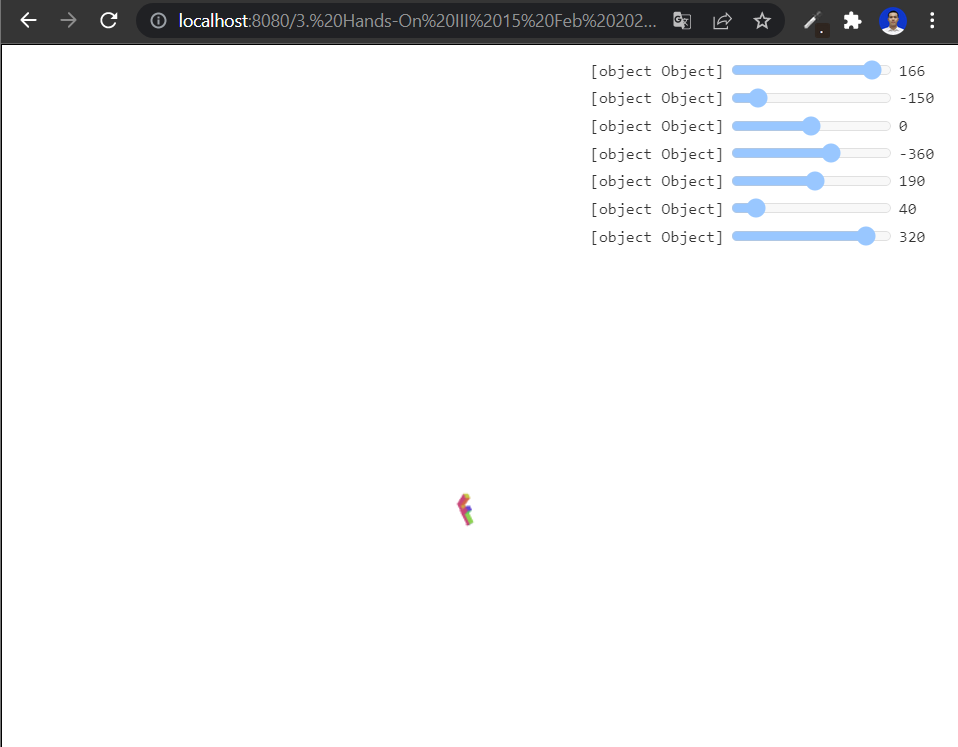 localhost:8080/3.%20Hands-On%20III%2015%20Feb%20202...
[object Object] 166
[object Object] -150
[object Object] 0
[object Object] -360
[object Object] 190
[object Object] 40
[object Object] 320